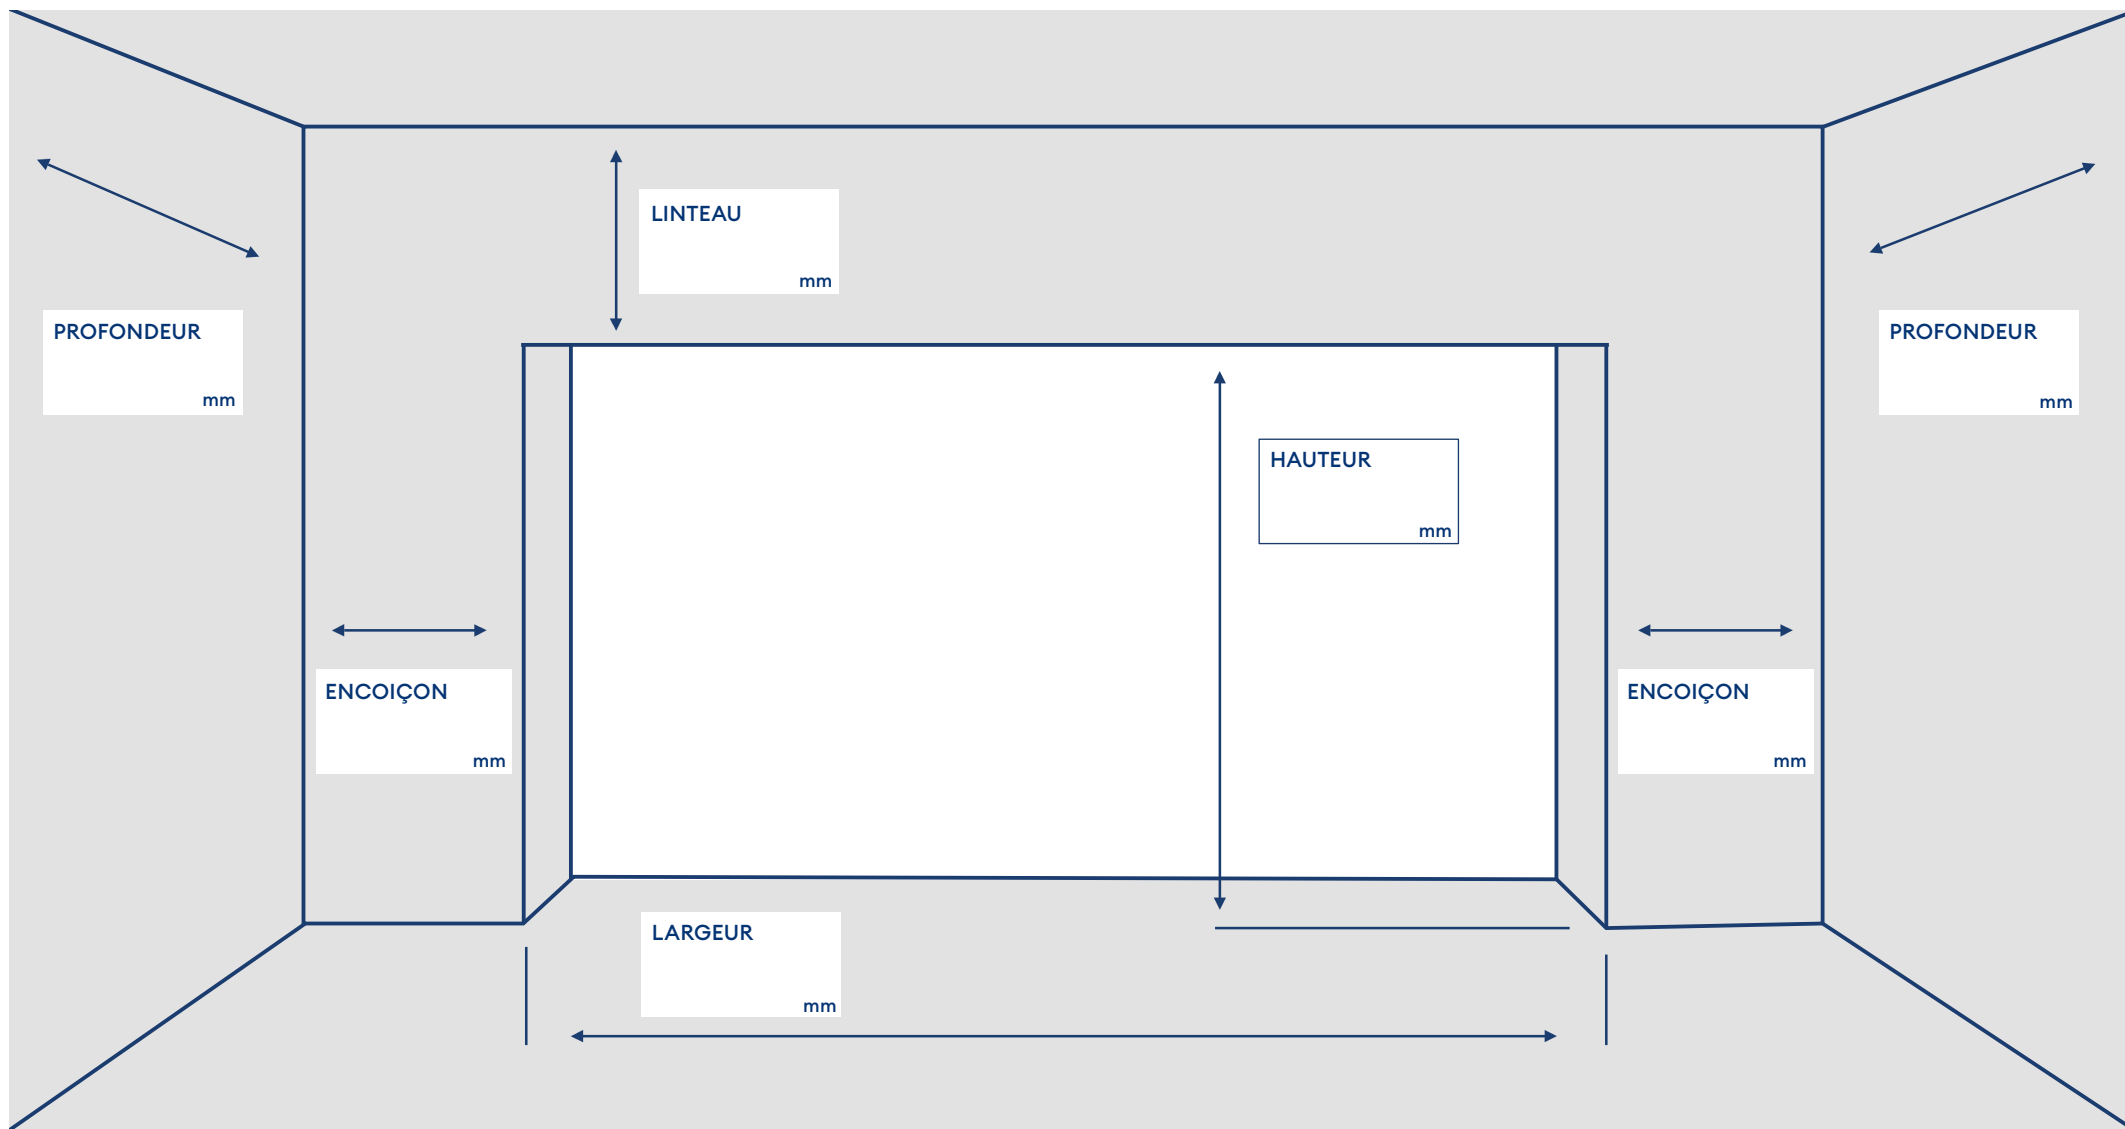 LINTEAU
mm
PROFONDEUR
mm
PROFONDEUR
mm
HAUTEUR
mm
ENCOIÇON
mm
ENCOIÇON
mm
LARGEUR
mm